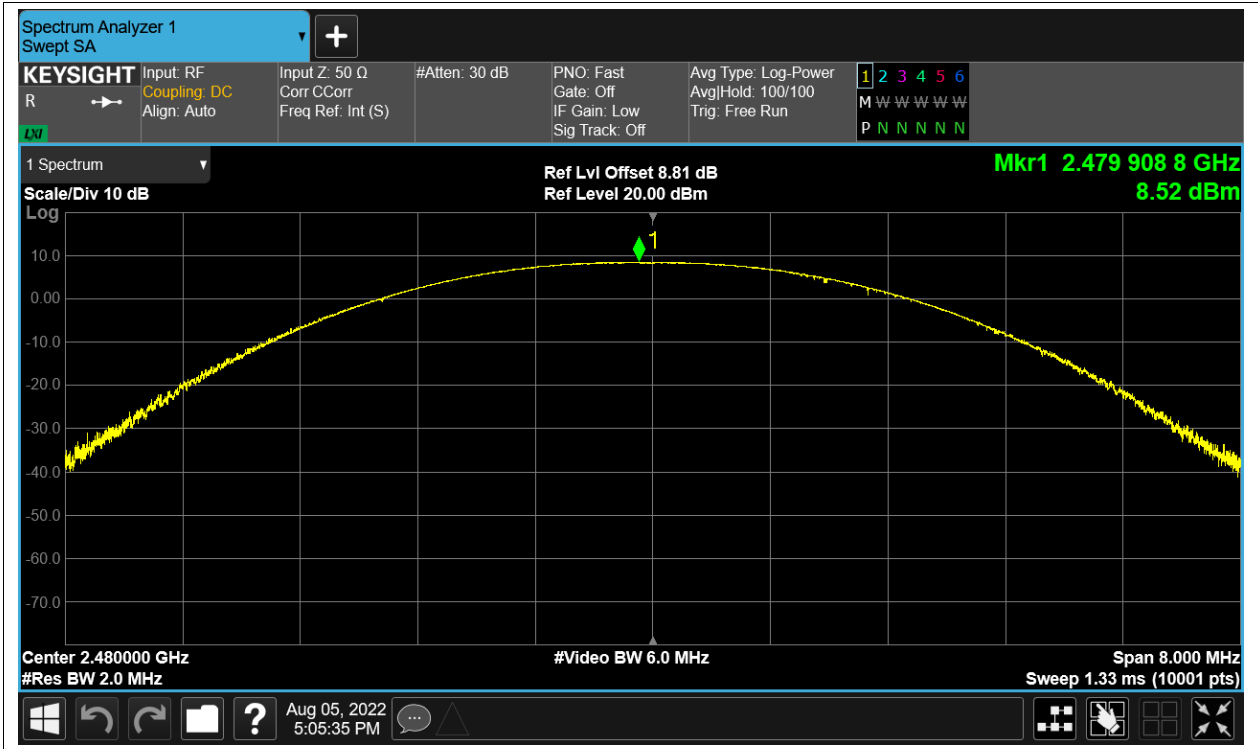 Spectrum Analyzer 1
Swept SA
KEYSIGHT
R
LXI
Input: RF
Coupling: DC
Align: Auto
Input Z: 50 Ω
Corr CCorr
Freq Ref: Int (S)
#Atten: 30 dB
PNO: Fast
Gate: Off
IF Gain: Low
Sig Track: Off
Avg Type: Log-Power
Avg|Hold: 100/100
Trig: Free Run
1 2 3 4 5 6
M W W W W W
P N N N N N
1 Spectrum
Scale/Div 10 dB
Log
Ref Lvl Offset 8.81 dB
Ref Level 20.00 dBm
Mkr1 2.479 908 8 GHz
8.52 dBm
1
10.0
0.00
-10.0
-20.0
-30.0
-40.0
-50.0
-60.0
-70.0
Center 2.480000 GHz
#Video BW 6.0 MHz
Span 8.000 MHz
#Res BW 2.0 MHz
Sweep 1.33 ms (10001 pts)
?
Aug 05, 2022
5:05:35 PM